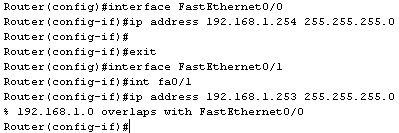 Router(config)#interface FastEthernet0/0
Router(config-if)#ip address 192.168.1.254 255.255.255.0
Router(config-if)#
Router(config-if)#exit
Router(config)#interface FastEthernet0/1
Router(config-if)#int fa0/1
Router(config-if)#ip address 192.168.1.253 255.255.255.0
% 192.168.1.0 overlaps with FastEthernet0/0
Router(config-if)#